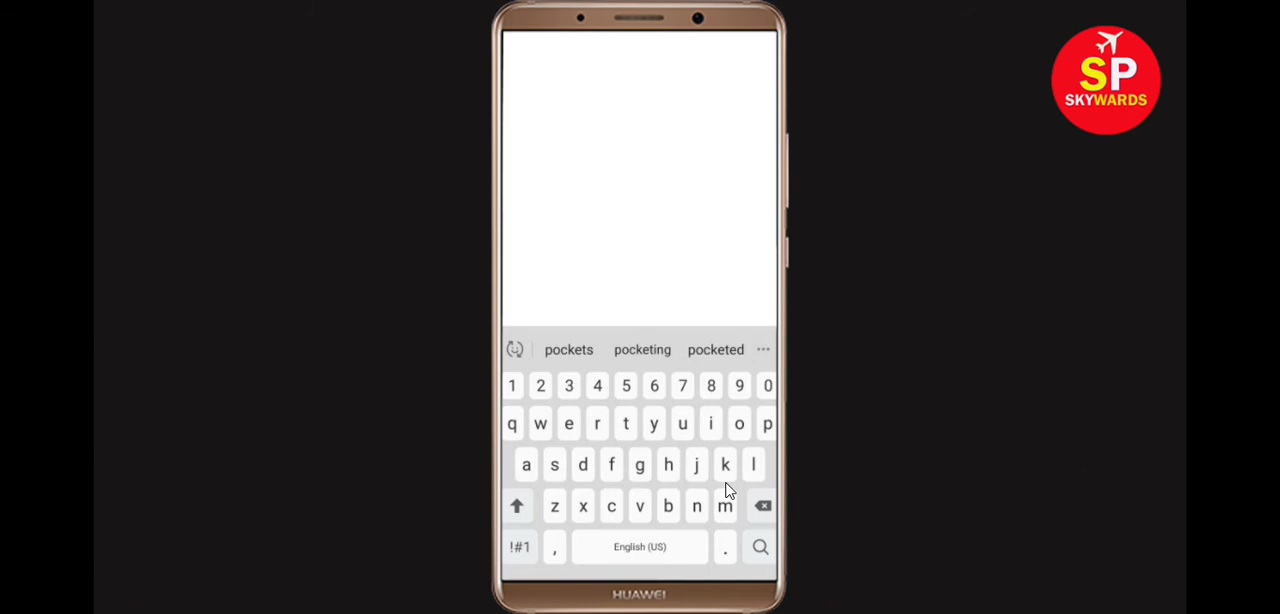 SP
SKYWARDS
pockets pocketing pocketed ...
1 2 3 4 5 6 7 8 9 0
q w e r t y u i o p
a s d f g h j k l
z x c v b n m
!#1 , English (US) .
HUAWEI